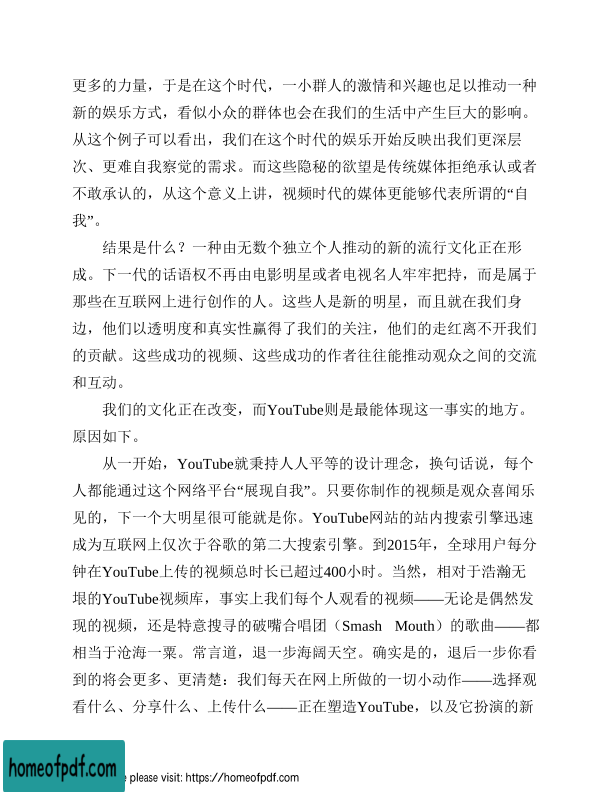 更多的力量，于是在这个时代，一小群人的激情和兴趣也足以推动一种
新的娱乐方式，看似小众的群体也会在我们的生活中产生巨大的影响。
从这个例子可以看出，我们在这个时代的娱乐开始反映出我们更深层
次、更难自我察觉的需求。而这些隐秘的欲望是传统媒体拒绝承认或者
不敢承认的，从这个意义上讲，视频时代的媒体更能够代表所谓的“自
我”。
结果是什么？一种由无数个独立个人推动的新的流行文化正在形
成。下一代的话语权不再由电影明星或者电视名人牢牢把持，而是属于
那些在互联网上进行创作的人。这些人是新的明星，而且就在我们身
边，他们以透明度和真实性赢得了我们的关注，他们的走红离不开我们
的贡献。这些成功的视频、这些成功的作者往往能推动观众之间的交流
和互动。
我们的文化正在改变，而YouTube则是最能体现这一事实的地方。
原因如下。
从一开始，YouTube就秉持人人平等的设计理念，换句话说，每个
人都能通过这个网络平台“展现自我”。只要你制作的视频是观众喜闻乐
见的，下一个大明星很可能就是你。YouTube网站的站内搜索引擎迅速
成为互联网上仅次于谷歌的第二大搜索引擎。到2015年，全球用户每分
钟在YouTube上传的视频总时长已超过400小时。当然，相对于浩瀚无
垠的YouTube视频库，事实上我们每个人观看的视频——无论是偶然发
现的视频，还是特意搜寻的破嘴合唱团（Smash Mouth）的歌曲——都
相当于沧海一粟。常言道，退一步海阔天空。确实是的，退后一步你看
到的将会更多、更清楚：我们每天在网上所做的一切小动作——选择观
看什么、分享什么、上传什么——正在塑造YouTube，以及它扮演的新
homeofpdf.com
e please visit: https://homeofpdf.com